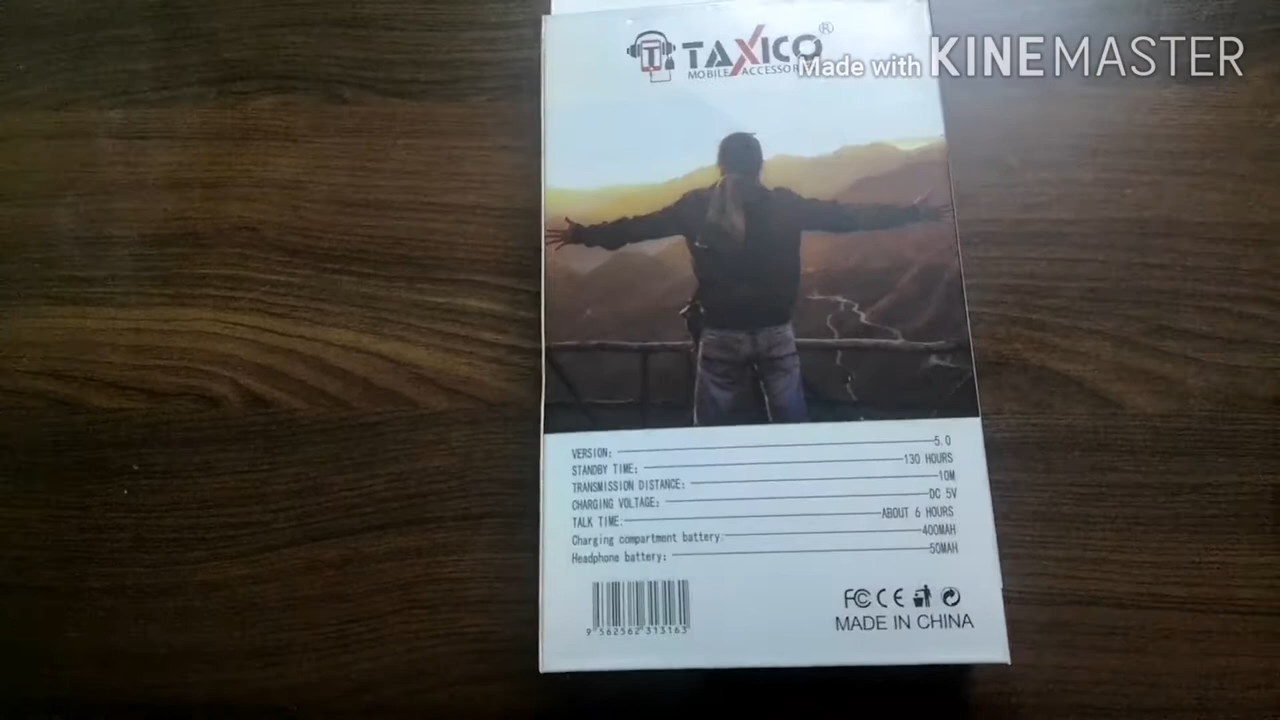 TAXICO®
MOBILE ACCESSOR
Made with KINEMASTER
VERSION: 5.0
STANDBY TIME: 130 HOURS
TRANSMISSION DISTANCE: 10M
CHARGING VOLTAGE: DC 5V
TALK TIME: ABOUT 6 HOURS
Charging compartment battery: 400MAH
Headphone battery: 50MAH
9 562562 313163
FC CE
MADE IN CHINA